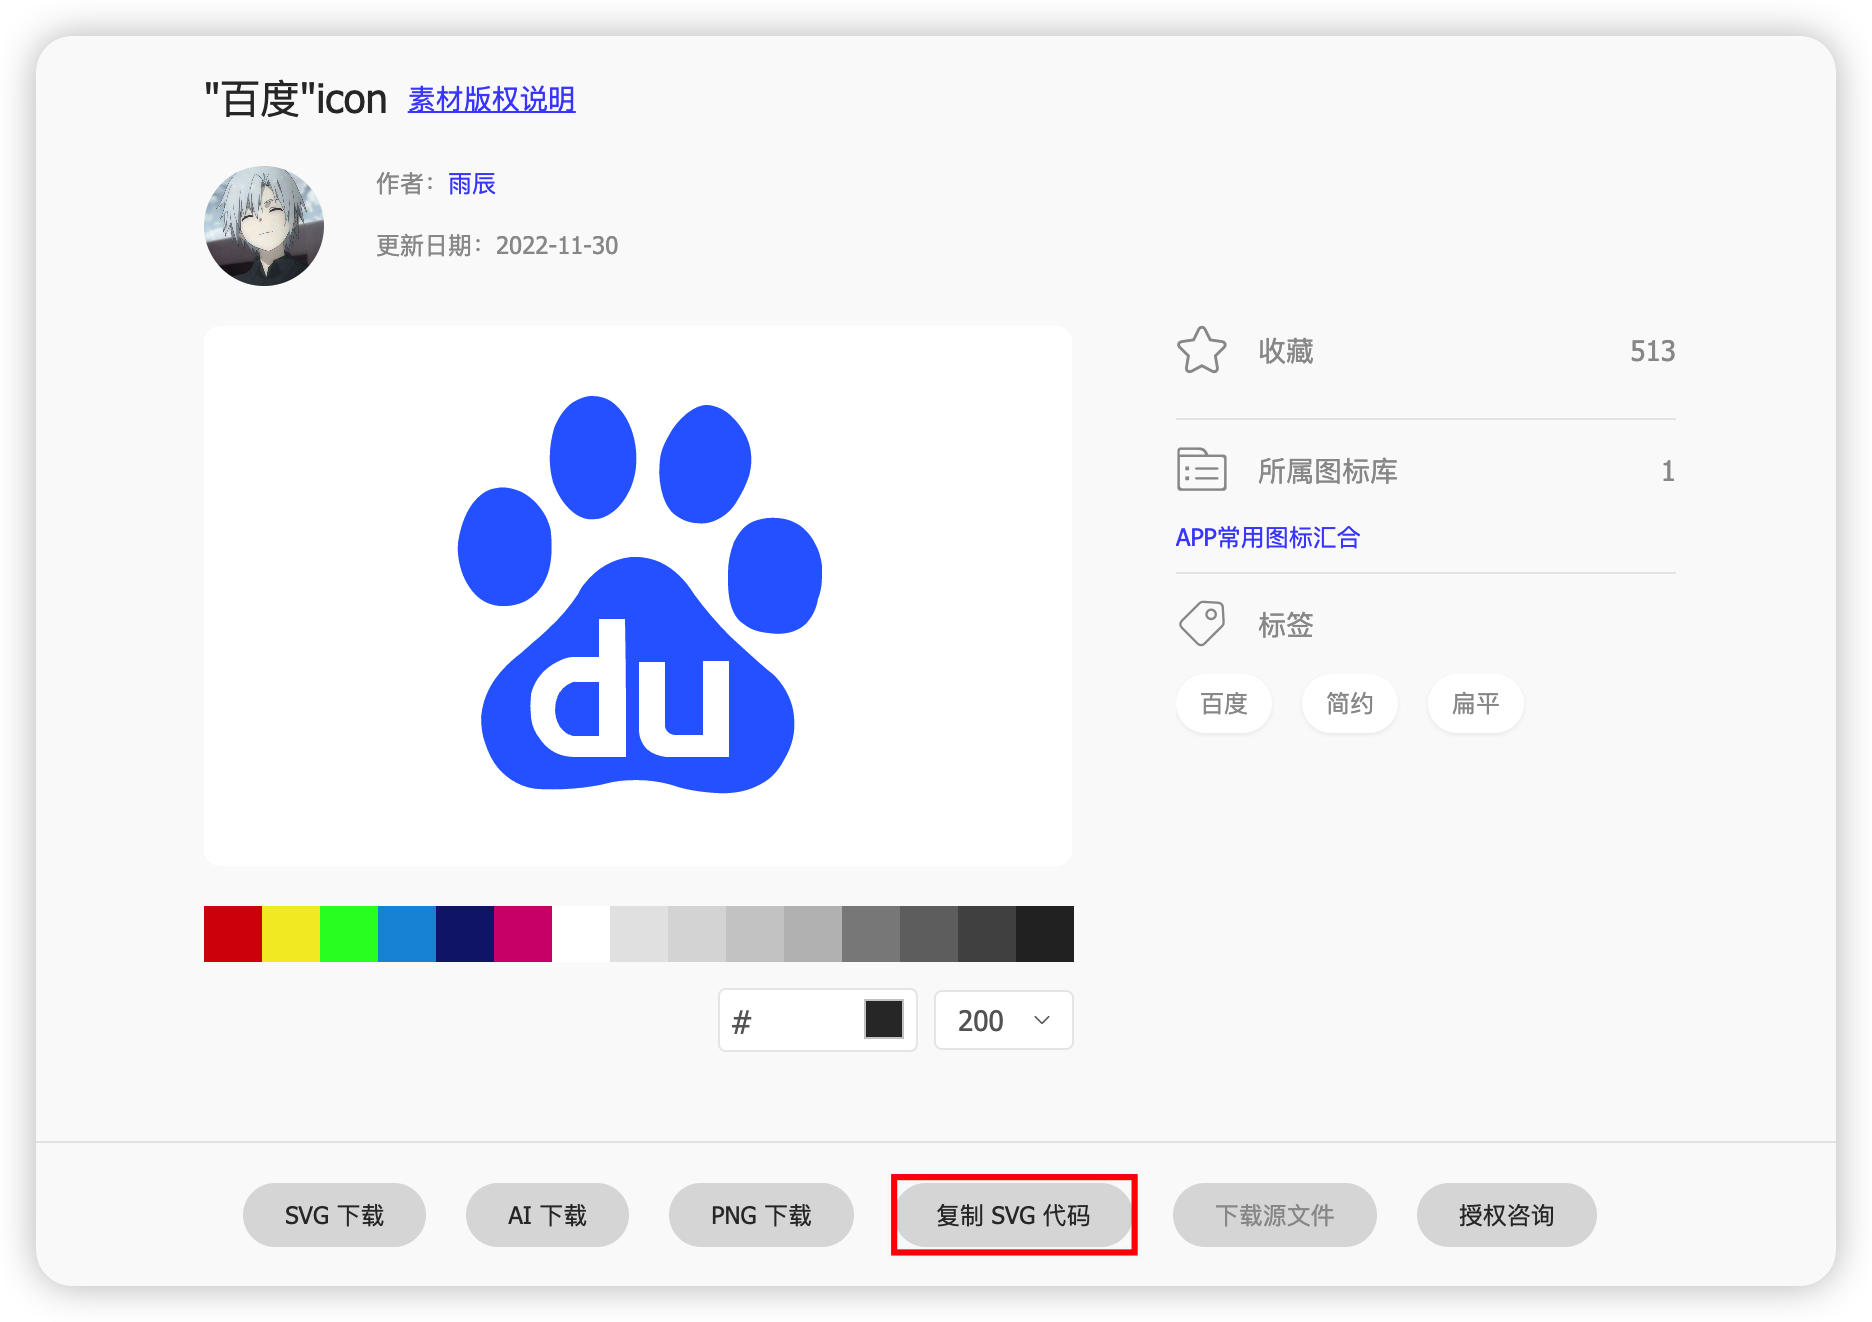 "百度"icon 素材版权说明
作者：雨辰
更新日期：2022-11-30
du
收藏 513
所属图标库 1
APP常用图标汇合
标签
百度 简约 扁平
# 200
SVG 下载 AI 下载 PNG 下载 复制 SVG 代码 下载源文件 授权咨询